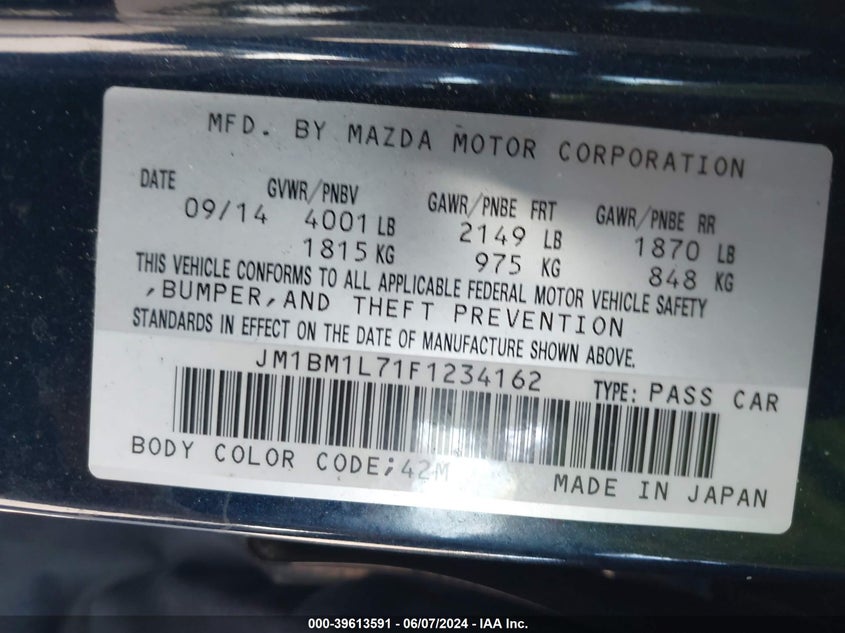 MFD. BY MAZDA MOTOR CORPORATION
DATE GVWR/PNBV GAWR/PNBE FRT GAWR/PNBE RR
09/14 4001 LB 2149 LB 1870 LB
1815 KG 975 KG 848 KG
THIS VEHICLE CONFORMS TO ALL APPLICABLE FEDERAL MOTOR VEHICLE SAFETY
,BUMPER,AND THEFT PREVENTION
STANDARDS IN EFFECT ON THE DATE OF MANUFACTURE SHOWN ABOVE.
JM1BM1L71F1234162 TYPE: PASS CAR
BODY COLOR CODE;42M
MADE IN JAPAN
000-39613591 - 06/07/2024 - IAA Inc.